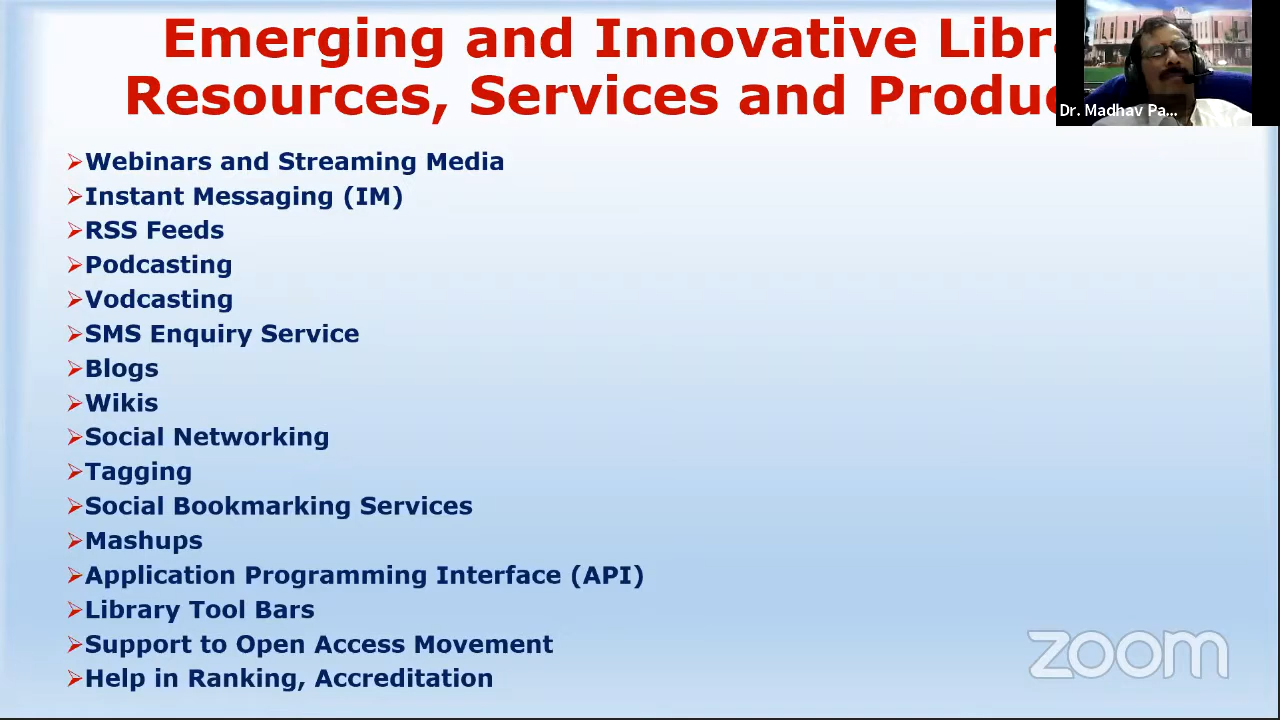 Emerging and Innovative Libr
Resources, Services and Produ
Dr. Madhav Pa...
Webinars and Streaming Media
Instant Messaging (IM)
RSS Feeds
Podcasting
Vodcasting
SMS Enquiry Service
Blogs
Wikis
Social Networking
Tagging
Social Bookmarking Services
Mashups
Application Programming Interface (API)
Library Tool Bars
Support to Open Access Movement
Help in Ranking, Accreditation
zoom